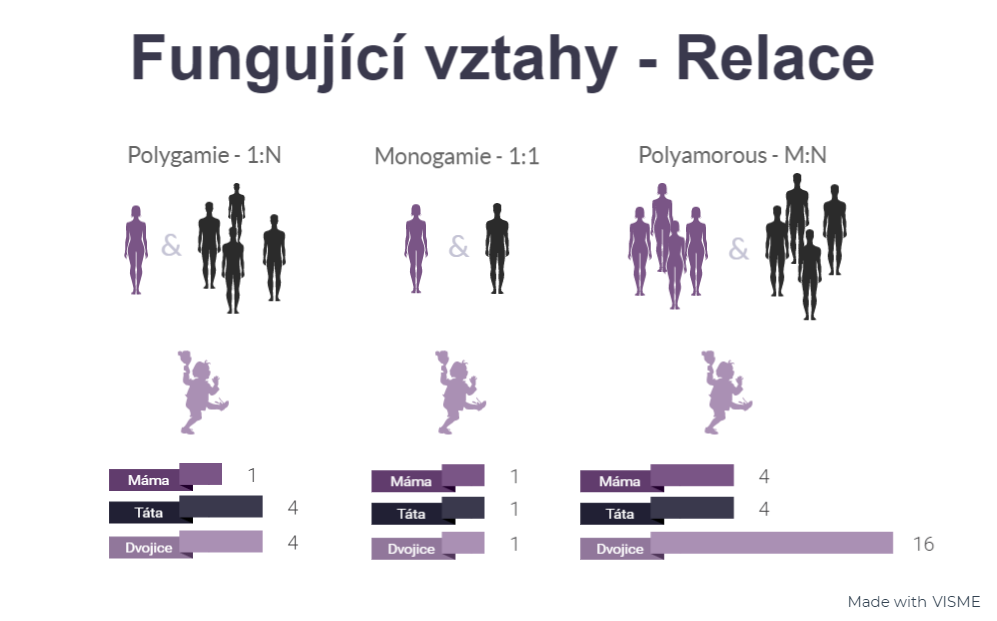 Fungující vztahy - Relace
Polygamie - 1:N
Monogamie - 1:1
Polyamorous - M:N
&
&
&
Máma 1
Táta 4
Dvojice 4
Máma 1
Táta 1
Dvojice 1
Máma 4
Táta 4
Dvojice 16
Made with VISME